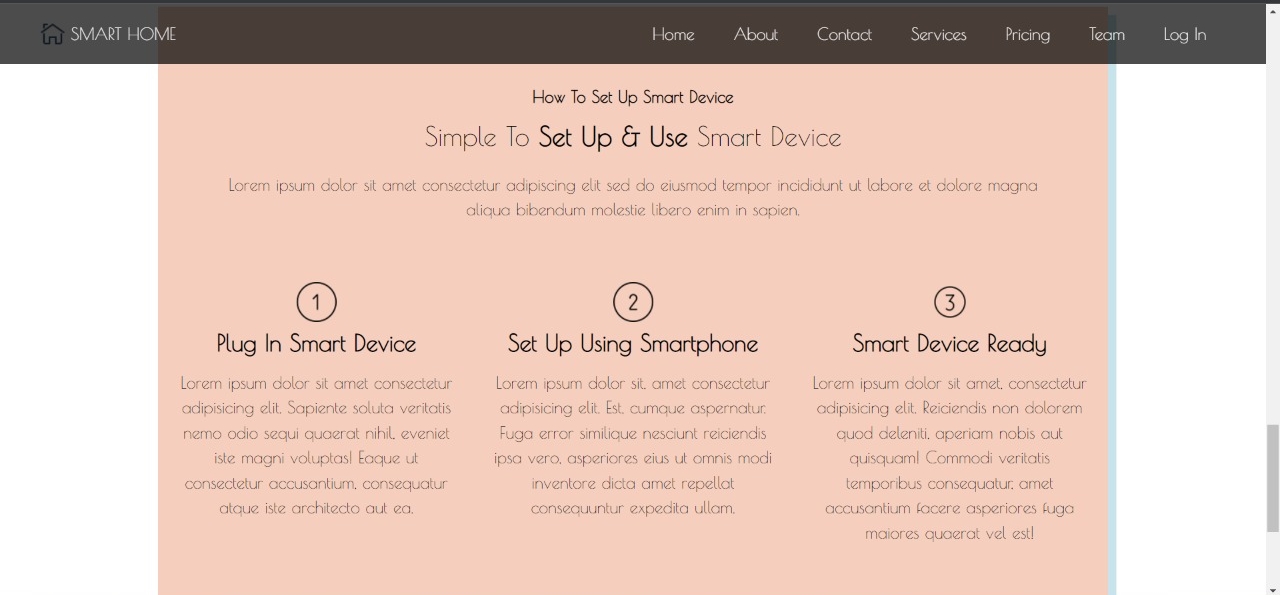 SMART HOME Home About Contact Services Pricing Team Log In
How To Set Up Smart Device
Simple To Set Up & Use Smart Device
Lorem ipsum dolor sit amet consectetur adipiscing elit sed do eiusmod tempor incididunt ut labore et dolore magna
aliqua bibendum molestie libero enim in sapien.
1
Plug In Smart Device
Lorem ipsum dolor sit amet consectetur
adipisicing elit. Sapiente soluta veritatis
nemo odio sequi quaerat nihil, eveniet
iste magni voluptas! Eaque ut
consectetur accusantium, consequatur
atque iste architecto aut ea.
2
Set Up Using Smartphone
Lorem ipsum dolor sit, amet consectetur
adipisicing elit. Est, cumque aspernatur.
Fuga error similique nesciunt reiciendis
ipsa vero, asperiores eius ut omnis modi
inventore dicta amet repellat
consequuntur expedita ullam.
3
Smart Device Ready
Lorem ipsum dolor sit amet, consectetur
adipisicing elit. Reiciendis non dolorem
quod deleniti, aperiam nobis aut
quisquam! Commodi veritatis
temporibus consequatur, amet
accusantium facere asperiores fuga
maiores quaerat vel est!